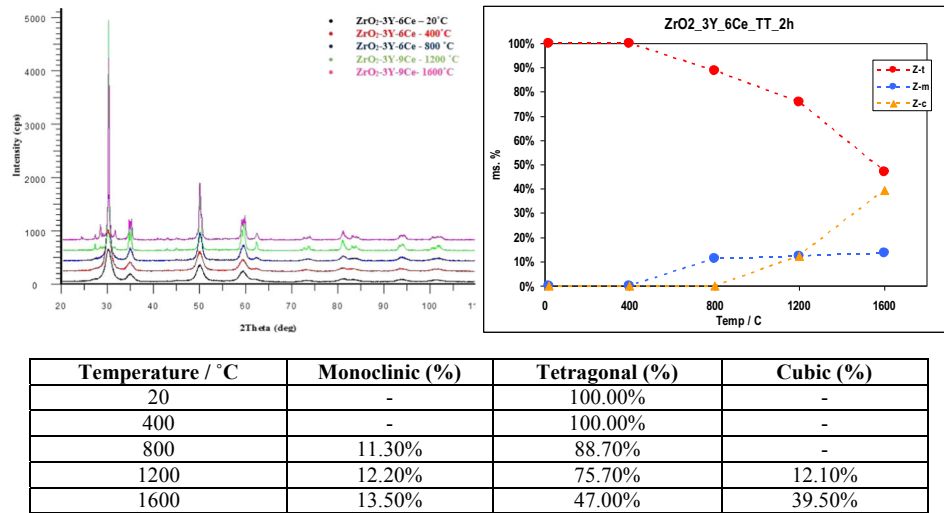 5000
4000
3000
2000
1000
0
Intensity (cps)
ZrO₂-3Y-6Ce – 20˚C
ZrO₂-3Y-6Ce - 400˚C
ZrO₂-3Y-6Ce - 800 ˚C
ZrO₂-3Y-9Ce - 1200 ˚C
ZrO₂-3Y-9Ce- 1600˚C
20 30 40 50 60 70 80 90 100 11
2Theta (deg)
ZrO2_3Y_6Ce_TT_2h
100%
90%
80%
70%
60%
50%
40%
30%
20%
10%
0%
ms. %
Z-t
Z-m
Z-c
0 400 800 1200 1600
Temp / C
Temperature / ˚C Monoclinic (%) Tetragonal (%) Cubic (%)
20 - 100.00% -
400 - 100.00% -
800 11.30% 88.70% -
1200 12.20% 75.70% 12.10%
1600 13.50% 47.00% 39.50%